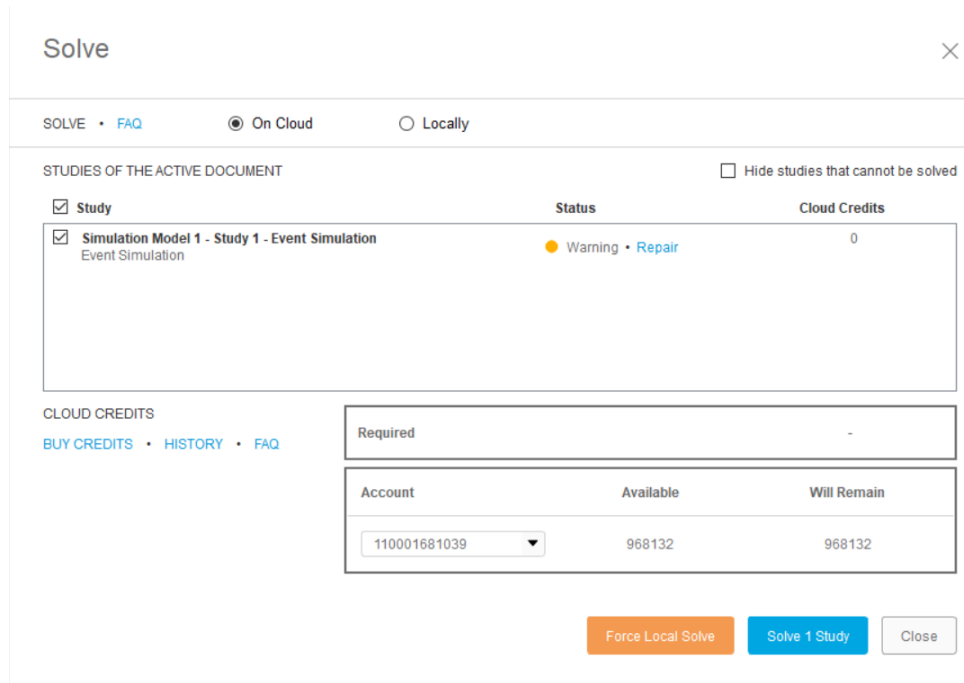 Solve
SOLVE • FAQ On Cloud Locally
STUDIES OF THE ACTIVE DOCUMENT Hide studies that cannot be solved
Study Status Cloud Credits
Simulation Model 1 - Study 1 - Event Simulation 0
Event Simulation Warning • Repair
CLOUD CREDITS
BUY CREDITS • HISTORY • FAQ
Required -
Account Available Will Remain
110001681039 968132 968132
Force Local Solve Solve 1 Study Close